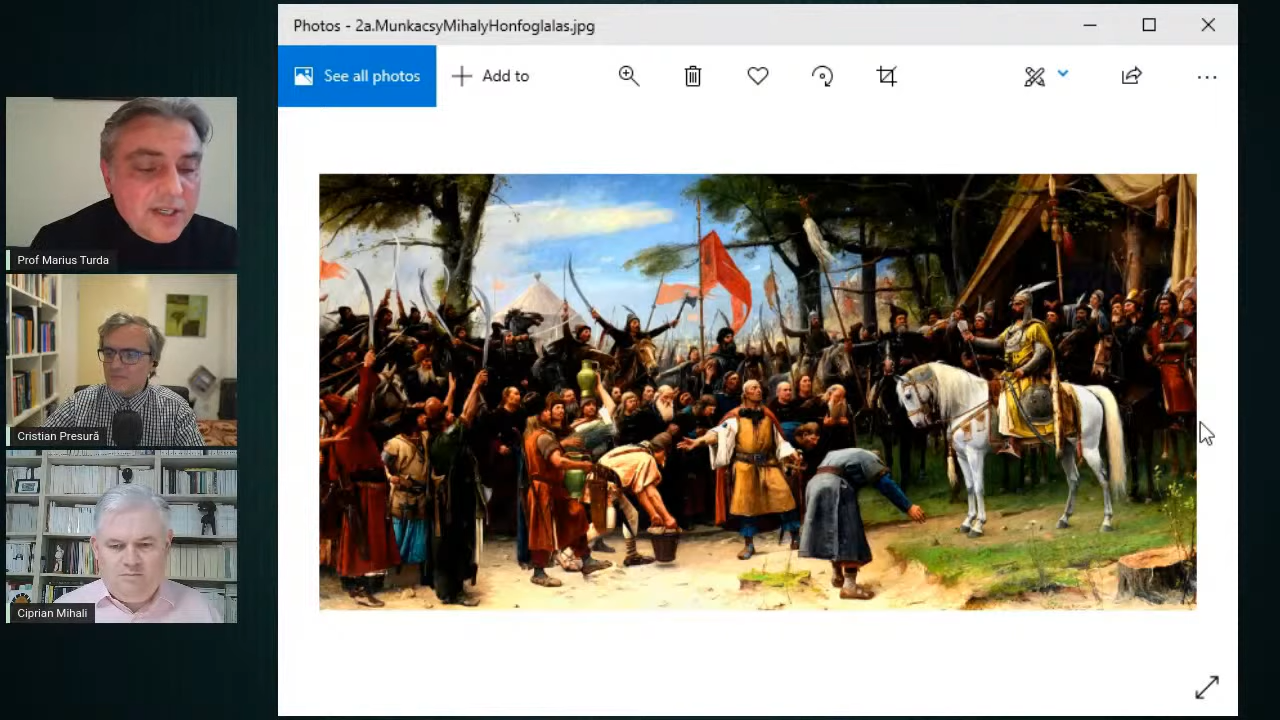 Photos - 2a.MunkacsyMihalyHonfoglalas.jpg
See all photos
Add to
Prof Marius Turda
Cristian Presură
Ciprian Mihali